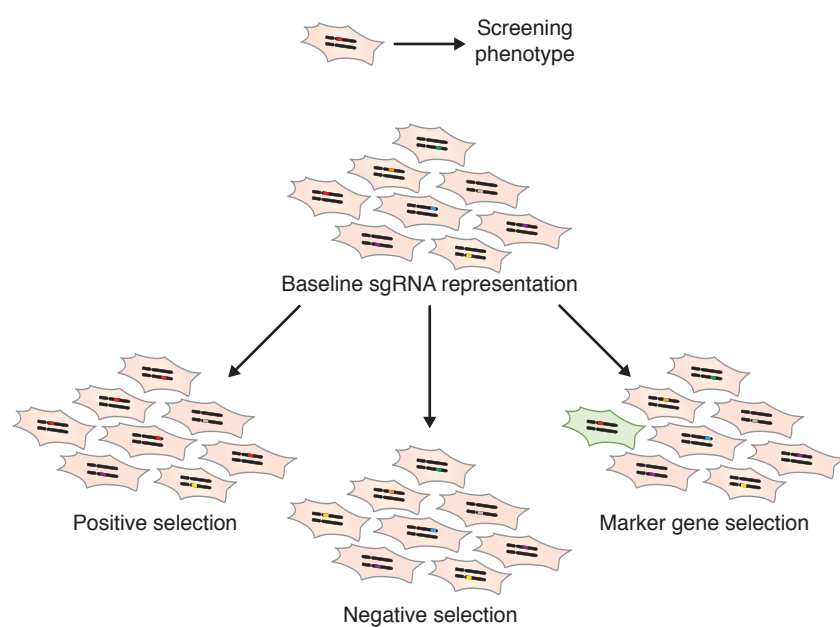 Screening
phenotype
Baseline sgRNA representation
Positive selection
Marker gene selection
Negative selection